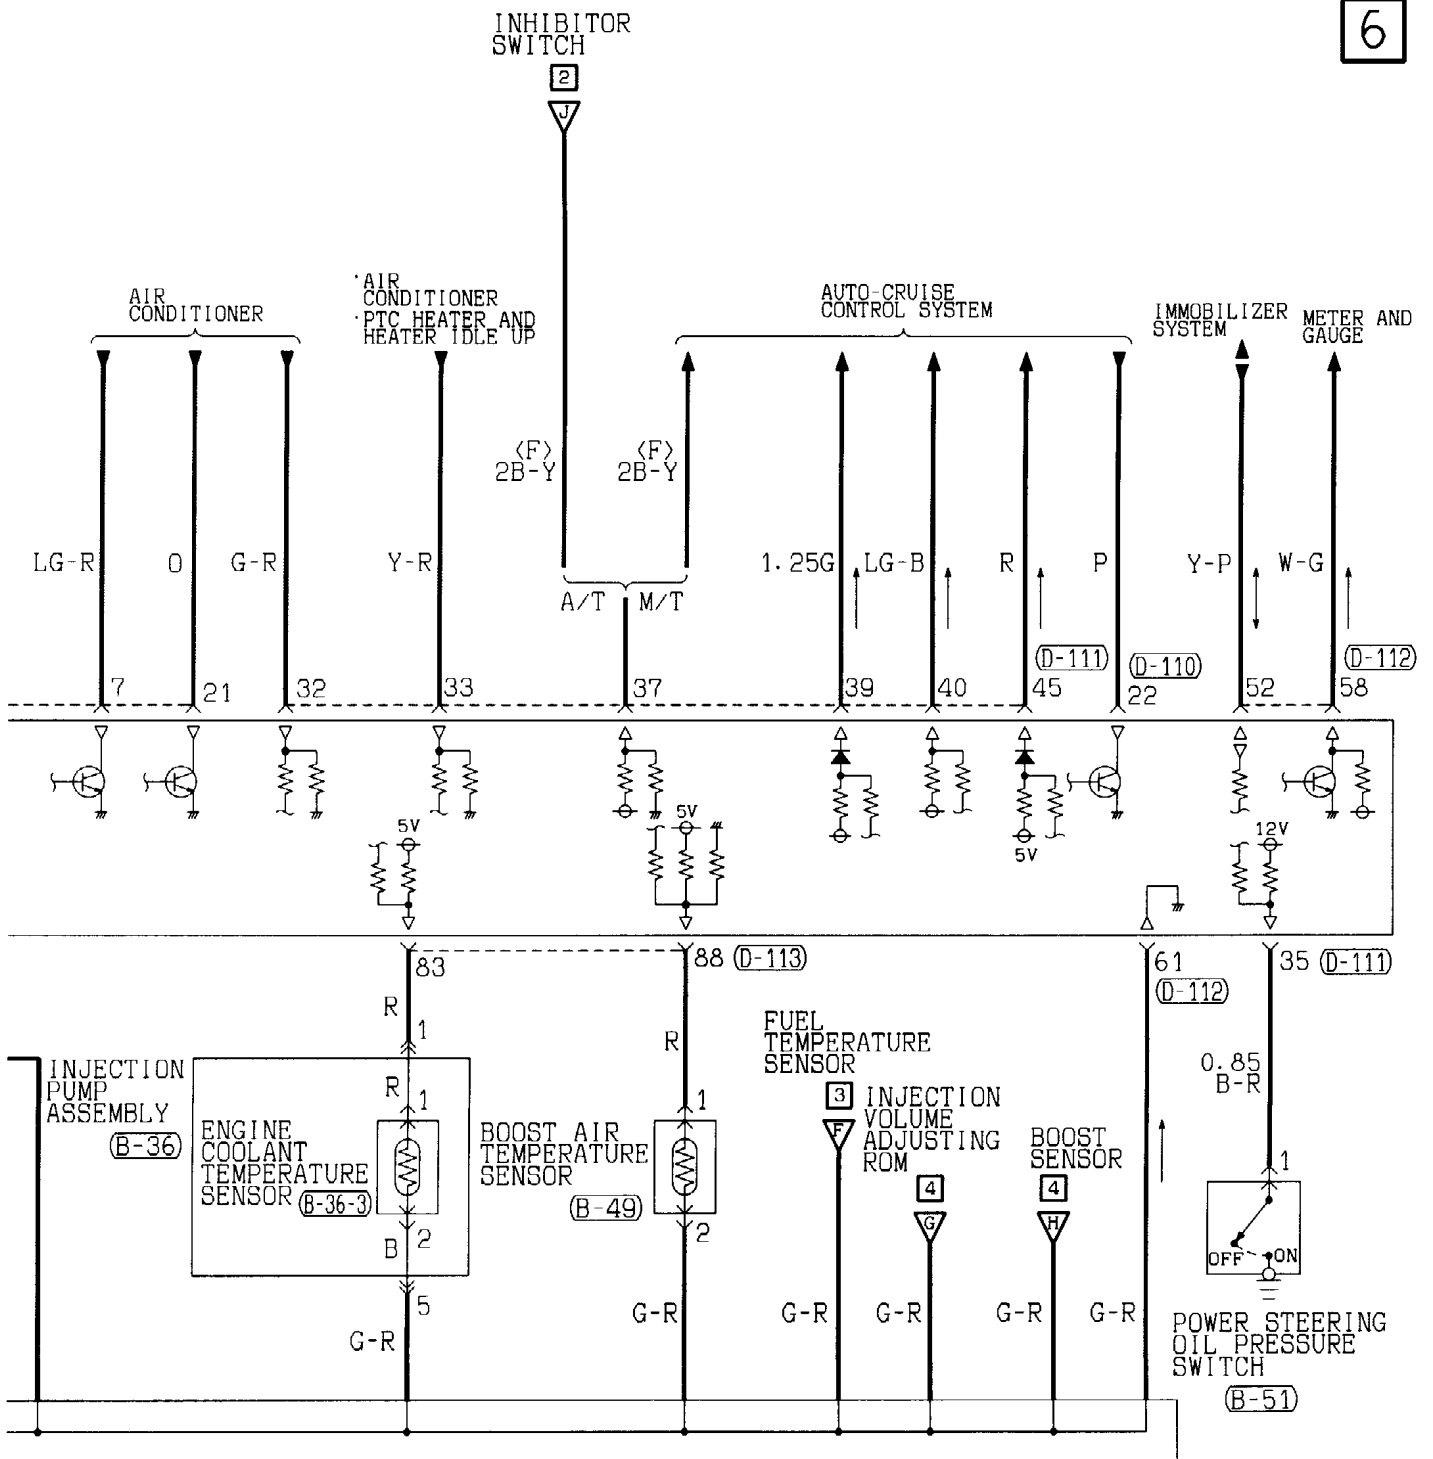 INHIBITOR
SWITCH
2
J
6
AIR
CONDITIONER
·AIR
CONDITIONER
·PTC HEATER AND
HEATER IDLE UP
AUTO-CRUISE
CONTROL SYSTEM
IMMOBILIZER
SYSTEM
METER AND
GAUGE
<F>
2B-Y
<F>
2B-Y
LG-R
O
G-R
Y-R
A/T
M/T
1.25G
LG-B
R
P
Y-P
W-G
D-111
D-110
D-112
7
21
32
33
37
39
40
45
22
52
58
5V
5V
5V
12V
83
88
D-113
61
D-112
35
D-111
R
1
R
FUEL
TEMPERATURE
SENSOR
0.85
B-R
INJECTION
PUMP
ASSEMBLY
B-36
R
1
ENGINE
COOLANT
TEMPERATURE
SENSOR
B-36-3
B
2
5
G-R
BOOST AIR
TEMPERATURE
SENSOR
B-49
1
2
G-R
3
F
G-R
INJECTION
VOLUME
ADJUSTING
ROM
4
G
G-R
BOOST
SENSOR
4
H
G-R
G-R
1
OFF
ON
POWER STEERING
OIL PRESSURE
SWITCH
B-51